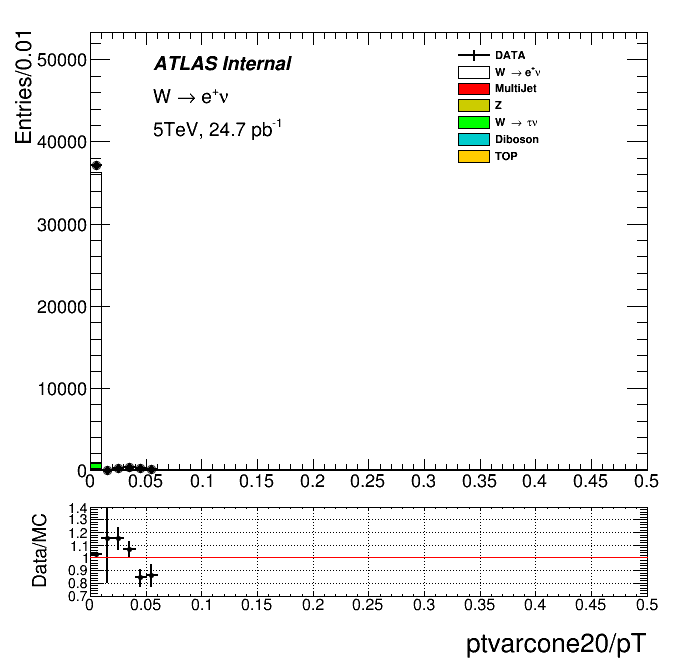 Entries/0.01
50000
40000
30000
20000
10000
0
ATLAS Internal
W → e⁺ν
5TeV, 24.7 pb⁻¹
DATA
W → e⁺ν
MultiJet
Z
W → τν
Diboson
TOP
0.05 0.1 0.15 0.2 0.25 0.3 0.35 0.4 0.45 0.5
Data/MC
1.4
1.3
1.2
1.1
1
0.9
0.8
0.7
0 0.05 0.1 0.15 0.2 0.25 0.3 0.35 0.4 0.45 0.5
ptvarcone20/pT